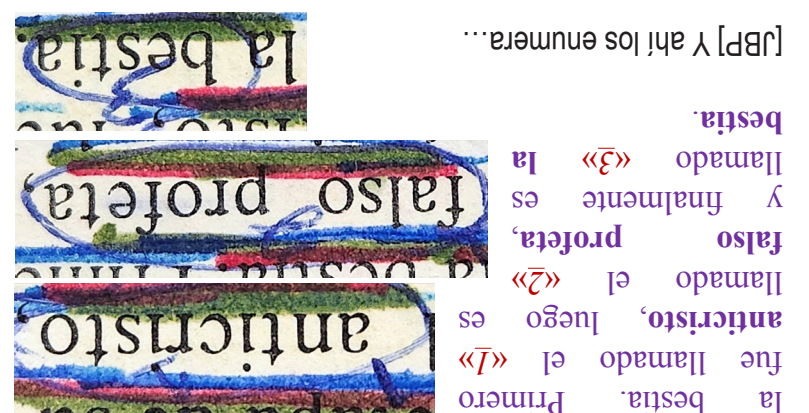 la bestia. Primero
fue llamado el «1»
anticristo, luego es
llamado el «2»
falso profeta,
y finalmente es
llamado «3» la
bestia.
anticristo,
falso profeta,
la bestia.
[JBP] Y ahí los enumera…